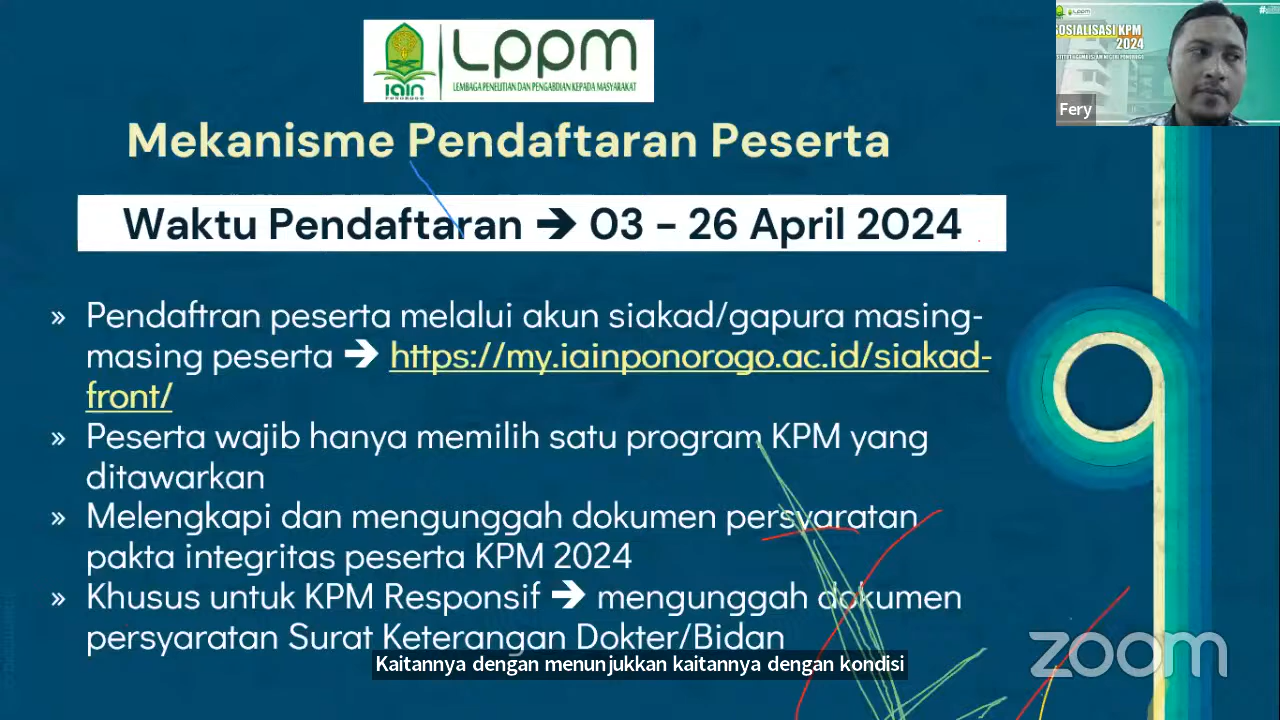 iain
PONOROGO
LPPM
LEMBAGA PENELITIAN DAN PENGABDIAN KEPADA MASYARAKAT
SOSIALISASI KPM
2024
Fery
Mekanisme Pendaftaran Peserta
Waktu Pendaftaran ➔ 03 – 26 April 2024
» Pendaftran peserta melalui akun siakad/gapura masing-
masing peserta ➔ https://my.iainponorogo.ac.id/siakad-
front/
» Peserta wajib hanya memilih satu program KPM yang
ditawarkan
» Melengkapi dan mengunggah dokumen persyaratan
pakta integritas peserta KPM 2024
» Khusus untuk KPM Responsif ➔ mengunggah dokumen
persyaratan Surat Keterangan Dokter/Bidan
Kaitannya dengan menunjukkan kaitannya dengan kondisi
zoom